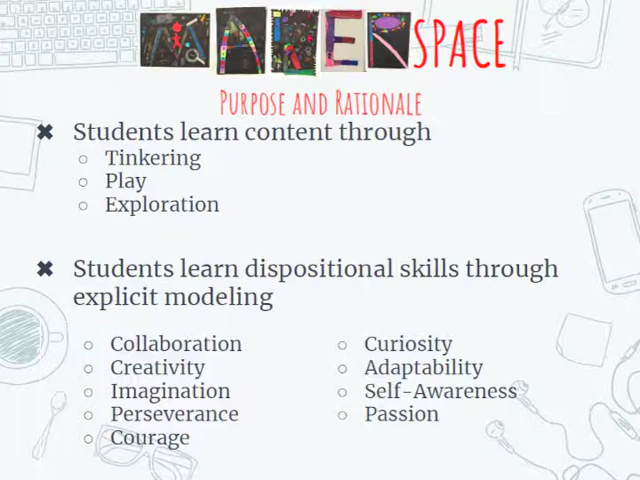 MAKERSPACE
Purpose and Rationale
✖ Students learn content through
○ Tinkering
○ Play
○ Exploration
✖ Students learn dispositional skills through
explicit modeling
○ Collaboration
○ Creativity
○ Imagination
○ Perseverance
○ Courage
○ Curiosity
○ Adaptability
○ Self-Awareness
○ Passion